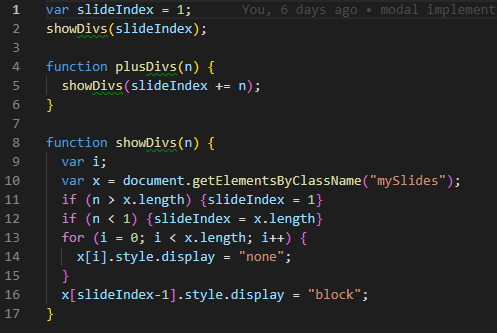 1 var slideIndex = 1; You, 6 days ago • modal implement
2 showDivs(slideIndex);
3
4 function plusDivs(n) {
5   showDivs(slideIndex += n);
6 }
7
8 function showDivs(n) {
9   var i;
10   var x = document.getElementsByClassName("mySlides");
11   if (n > x.length) {slideIndex = 1}
12   if (n < 1) {slideIndex = x.length}
13   for (i = 0; i < x.length; i++) {
14     x[i].style.display = "none";
15   }
16   x[slideIndex-1].style.display = "block";
17 }